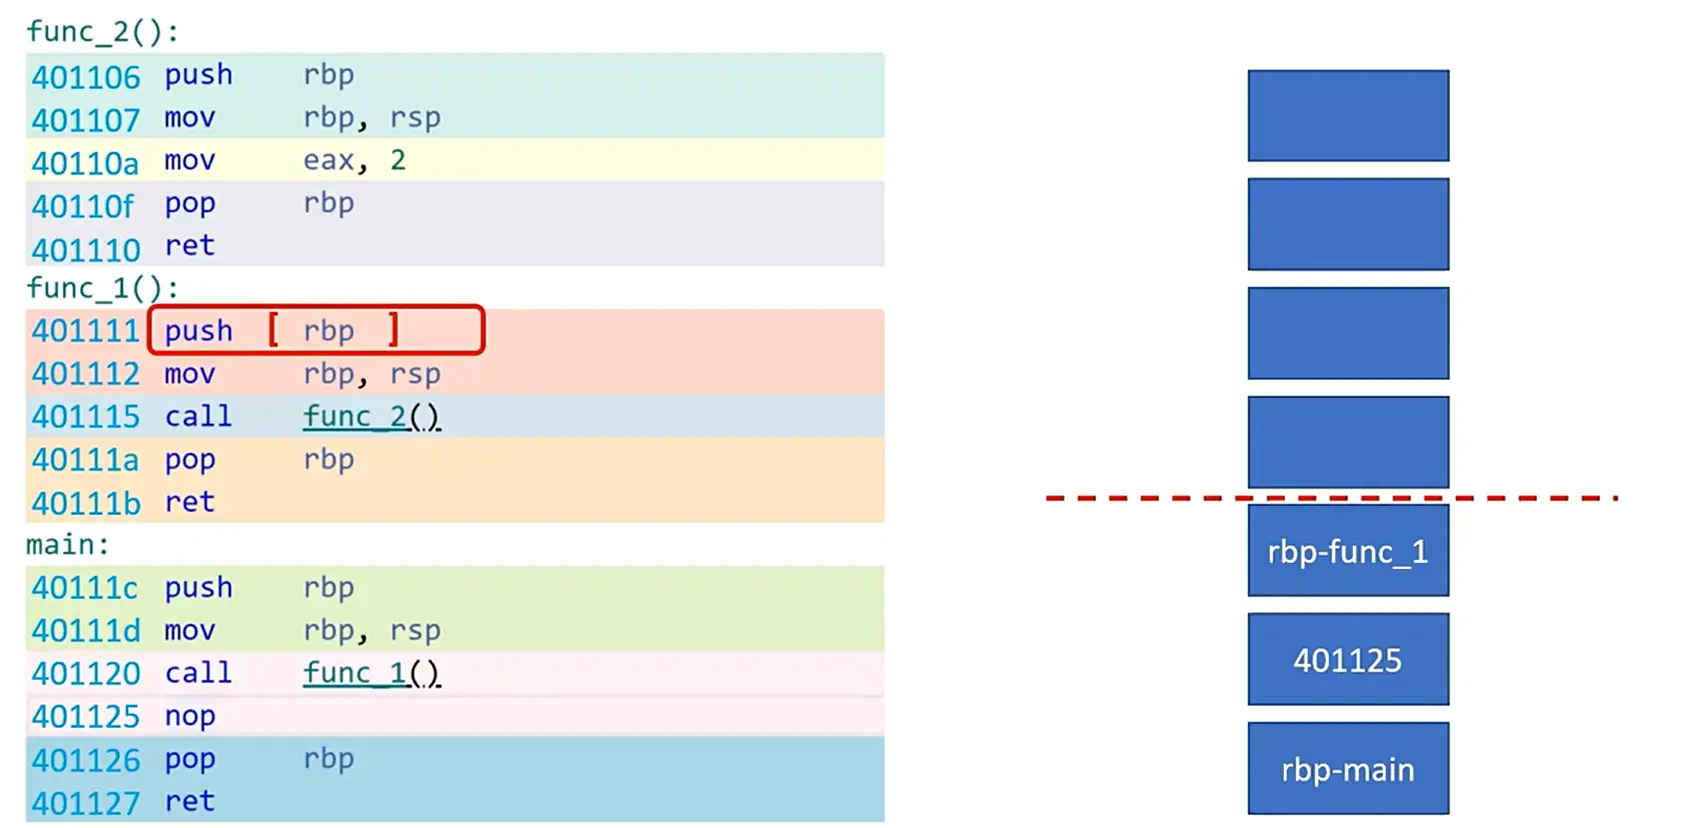 func_2():
401106 push rbp
401107 mov rbp, rsp
40110a mov eax, 2
40110f pop rbp
401110 ret
func_1():
401111 push [ rbp ]
401112 mov rbp, rsp
401115 call func_2()
40111a pop rbp
40111b ret
main:
40111c push rbp
40111d mov rbp, rsp
401120 call func_1()
401125 nop
401126 pop rbp
401127 ret
rbp-func_1
401125
rbp-main